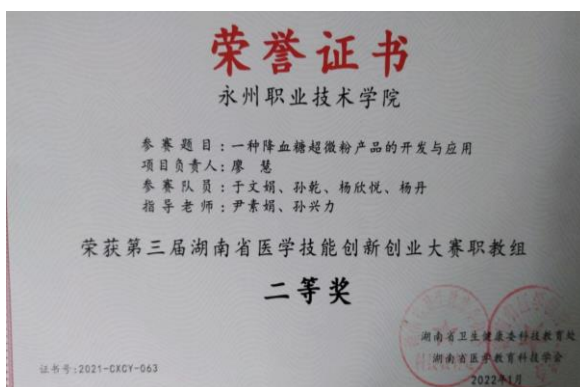 荣誉证书
永州职业技术学院
参赛题目:一种降血糖超微粉产品的开发与应用
项目负责人:廖 慧
参赛队员:于文娟、孙乾、杨欣悦、杨丹
指导老师:尹素娟、孙兴力
荣获第三届湖南省医学技能创新创业大赛职教组
二等奖
湖南省卫生健康委科技教育处
湖南省医学教育科技学会
2022年1月
证书号:2021-CXCY-063